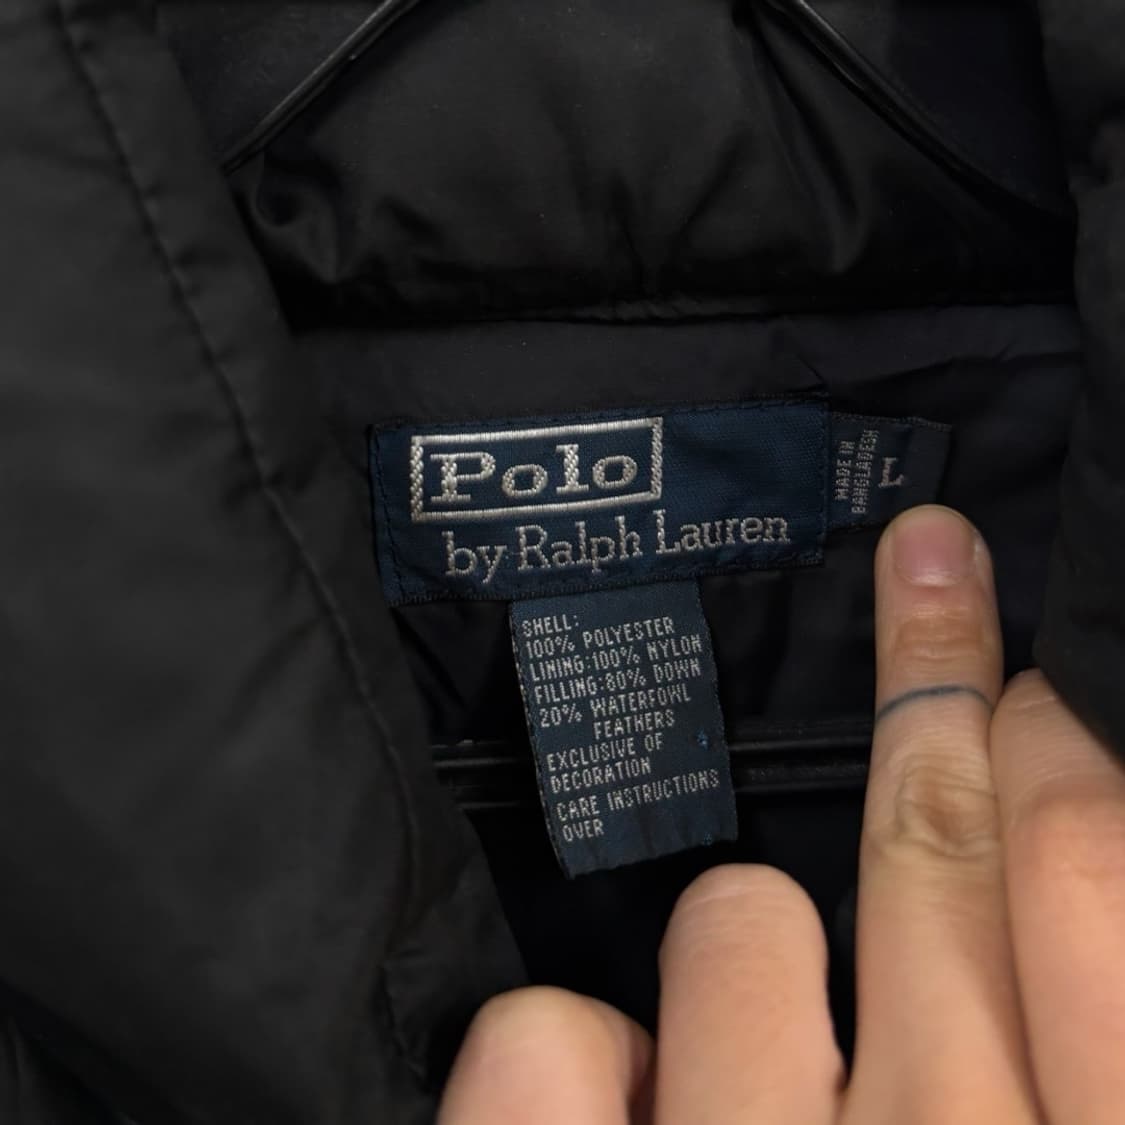 Polo
by Ralph Lauren
MADE IN
BANGLADESH
L
SHELL:
100% POLYESTER
LINING:100% NYLON
FILLING:80% DOWN
20% WATERFOWL
FEATHERS
EXCLUSIVE OF
DECORATION
CARE INSTRUCTIONS
OVER